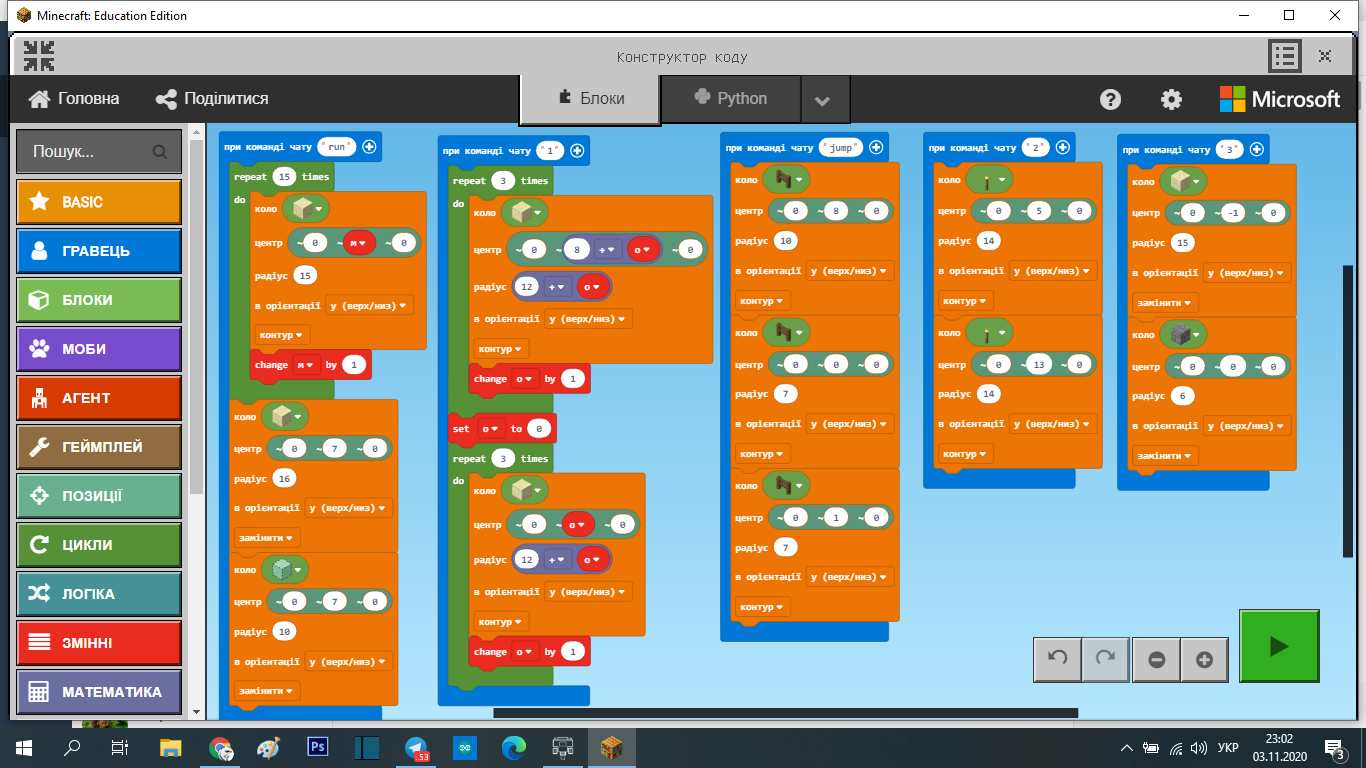 Minecraft: Education Edition
Конструктор коду
Головна
Поділитися
Блоки
Python
Microsoft
Пошук...
BASIC
ГРАВЕЦЬ
БЛОКИ
МОБИ
АГЕНТ
ГЕЙМПЛЕЙ
ПОЗИЦІЇ
ЦИКЛИ
ЛОГІКА
ЗМІННІ
МАТЕМАТИКА
при команді чату "run"
repeat 15 times
do
коло
центр ~0 ~м ~0
радіус 15
в орієнтації y (верх/низ)
контур
change м by 1
коло
центр ~0 ~7 ~0
радіус 16
в орієнтації y (верх/низ)
замінити
коло
центр ~0 ~7 ~0
радіус 10
в орієнтації y (верх/низ)
замінити
при команді чату "1"
repeat 3 times
do
коло
центр ~0 ~8 + о ~0
радіус 12 + о
в орієнтації y (верх/низ)
контур
change о by 1
set о to 0
repeat 3 times
do
коло
центр ~0 ~о ~0
радіус 12 + о
в орієнтації y (верх/низ)
контур
change о by 1
при команді чату "jump"
коло
центр ~0 ~8 ~0
радіус 10
в орієнтації y (верх/низ)
контур
коло
центр ~0 ~0 ~0
радіус 7
в орієнтації y (верх/низ)
контур
коло
центр ~0 ~1 ~0
радіус 7
в орієнтації y (верх/низ)
контур
при команді чату "2"
коло
центр ~0 ~5 ~0
радіус 14
в орієнтації y (верх/низ)
контур
коло
центр ~0 ~13 ~0
радіус 14
в орієнтації y (верх/низ)
контур
при команді чату "3"
коло
центр ~0 ~-1 ~0
радіус 15
в орієнтації y (верх/низ)
замінити
коло
центр ~0 ~0 ~0
радіус 6
в орієнтації y (верх/низ)
замінити
Ps
53
УКР
23:02
03.11.2020
3